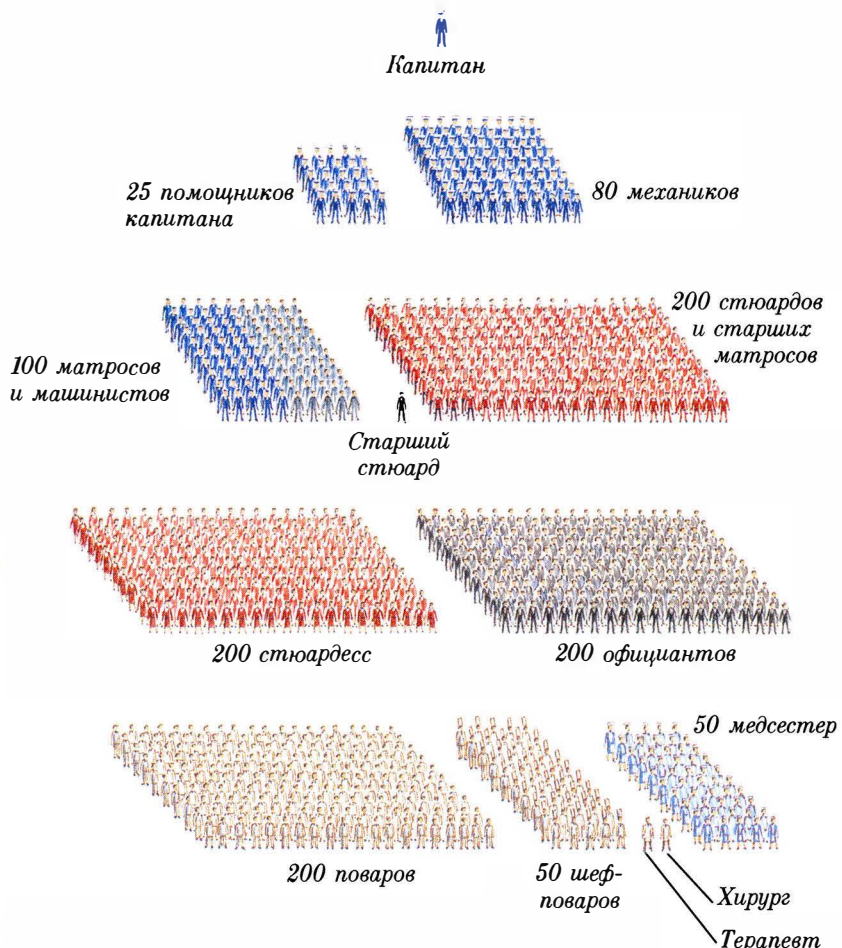 Капитан
25 помощников
капитана
80 механиков
100 матросов
и машинистов
200 стюардов
и старших
матросов
Старший
стюард
200 стюардесс
200 официантов
50 медсестер
200 поваров
50 шеф-
поваров
Хирург
Терапевт